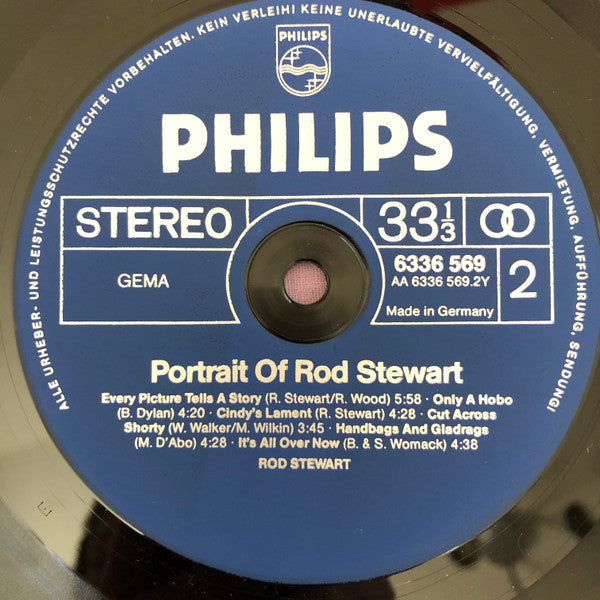 ALLE URHEBER- UND LEISTUNGSSCHUTZRECHTE VORBEHALTEN. KEIN VERLEIH! KEINE UNERLAUBTE VERVIELFÄLTIGUNG, VERMIETUNG, AUFFÜHRUNG, SENDUNG!
PHILIPS
PHILIPS
STEREO
33 1/3
GEMA
6336 569
AA 6336 569.2Y
2
Made in Germany
Portrait Of Rod Stewart
Every Picture Tells A Story (R. Stewart/R. Wood) 5:58 · Only A Hobo
(B. Dylan) 4:20 · Cindy's Lament (R. Stewart) 4:28 · Cut Across
Shorty (W. Walker/M. Wilkin) 3:45 · Handbags And Gladrags
(M. D'Abo) 4:28 · It's All Over Now (B. & S. Womack) 4:38
ROD STEWART